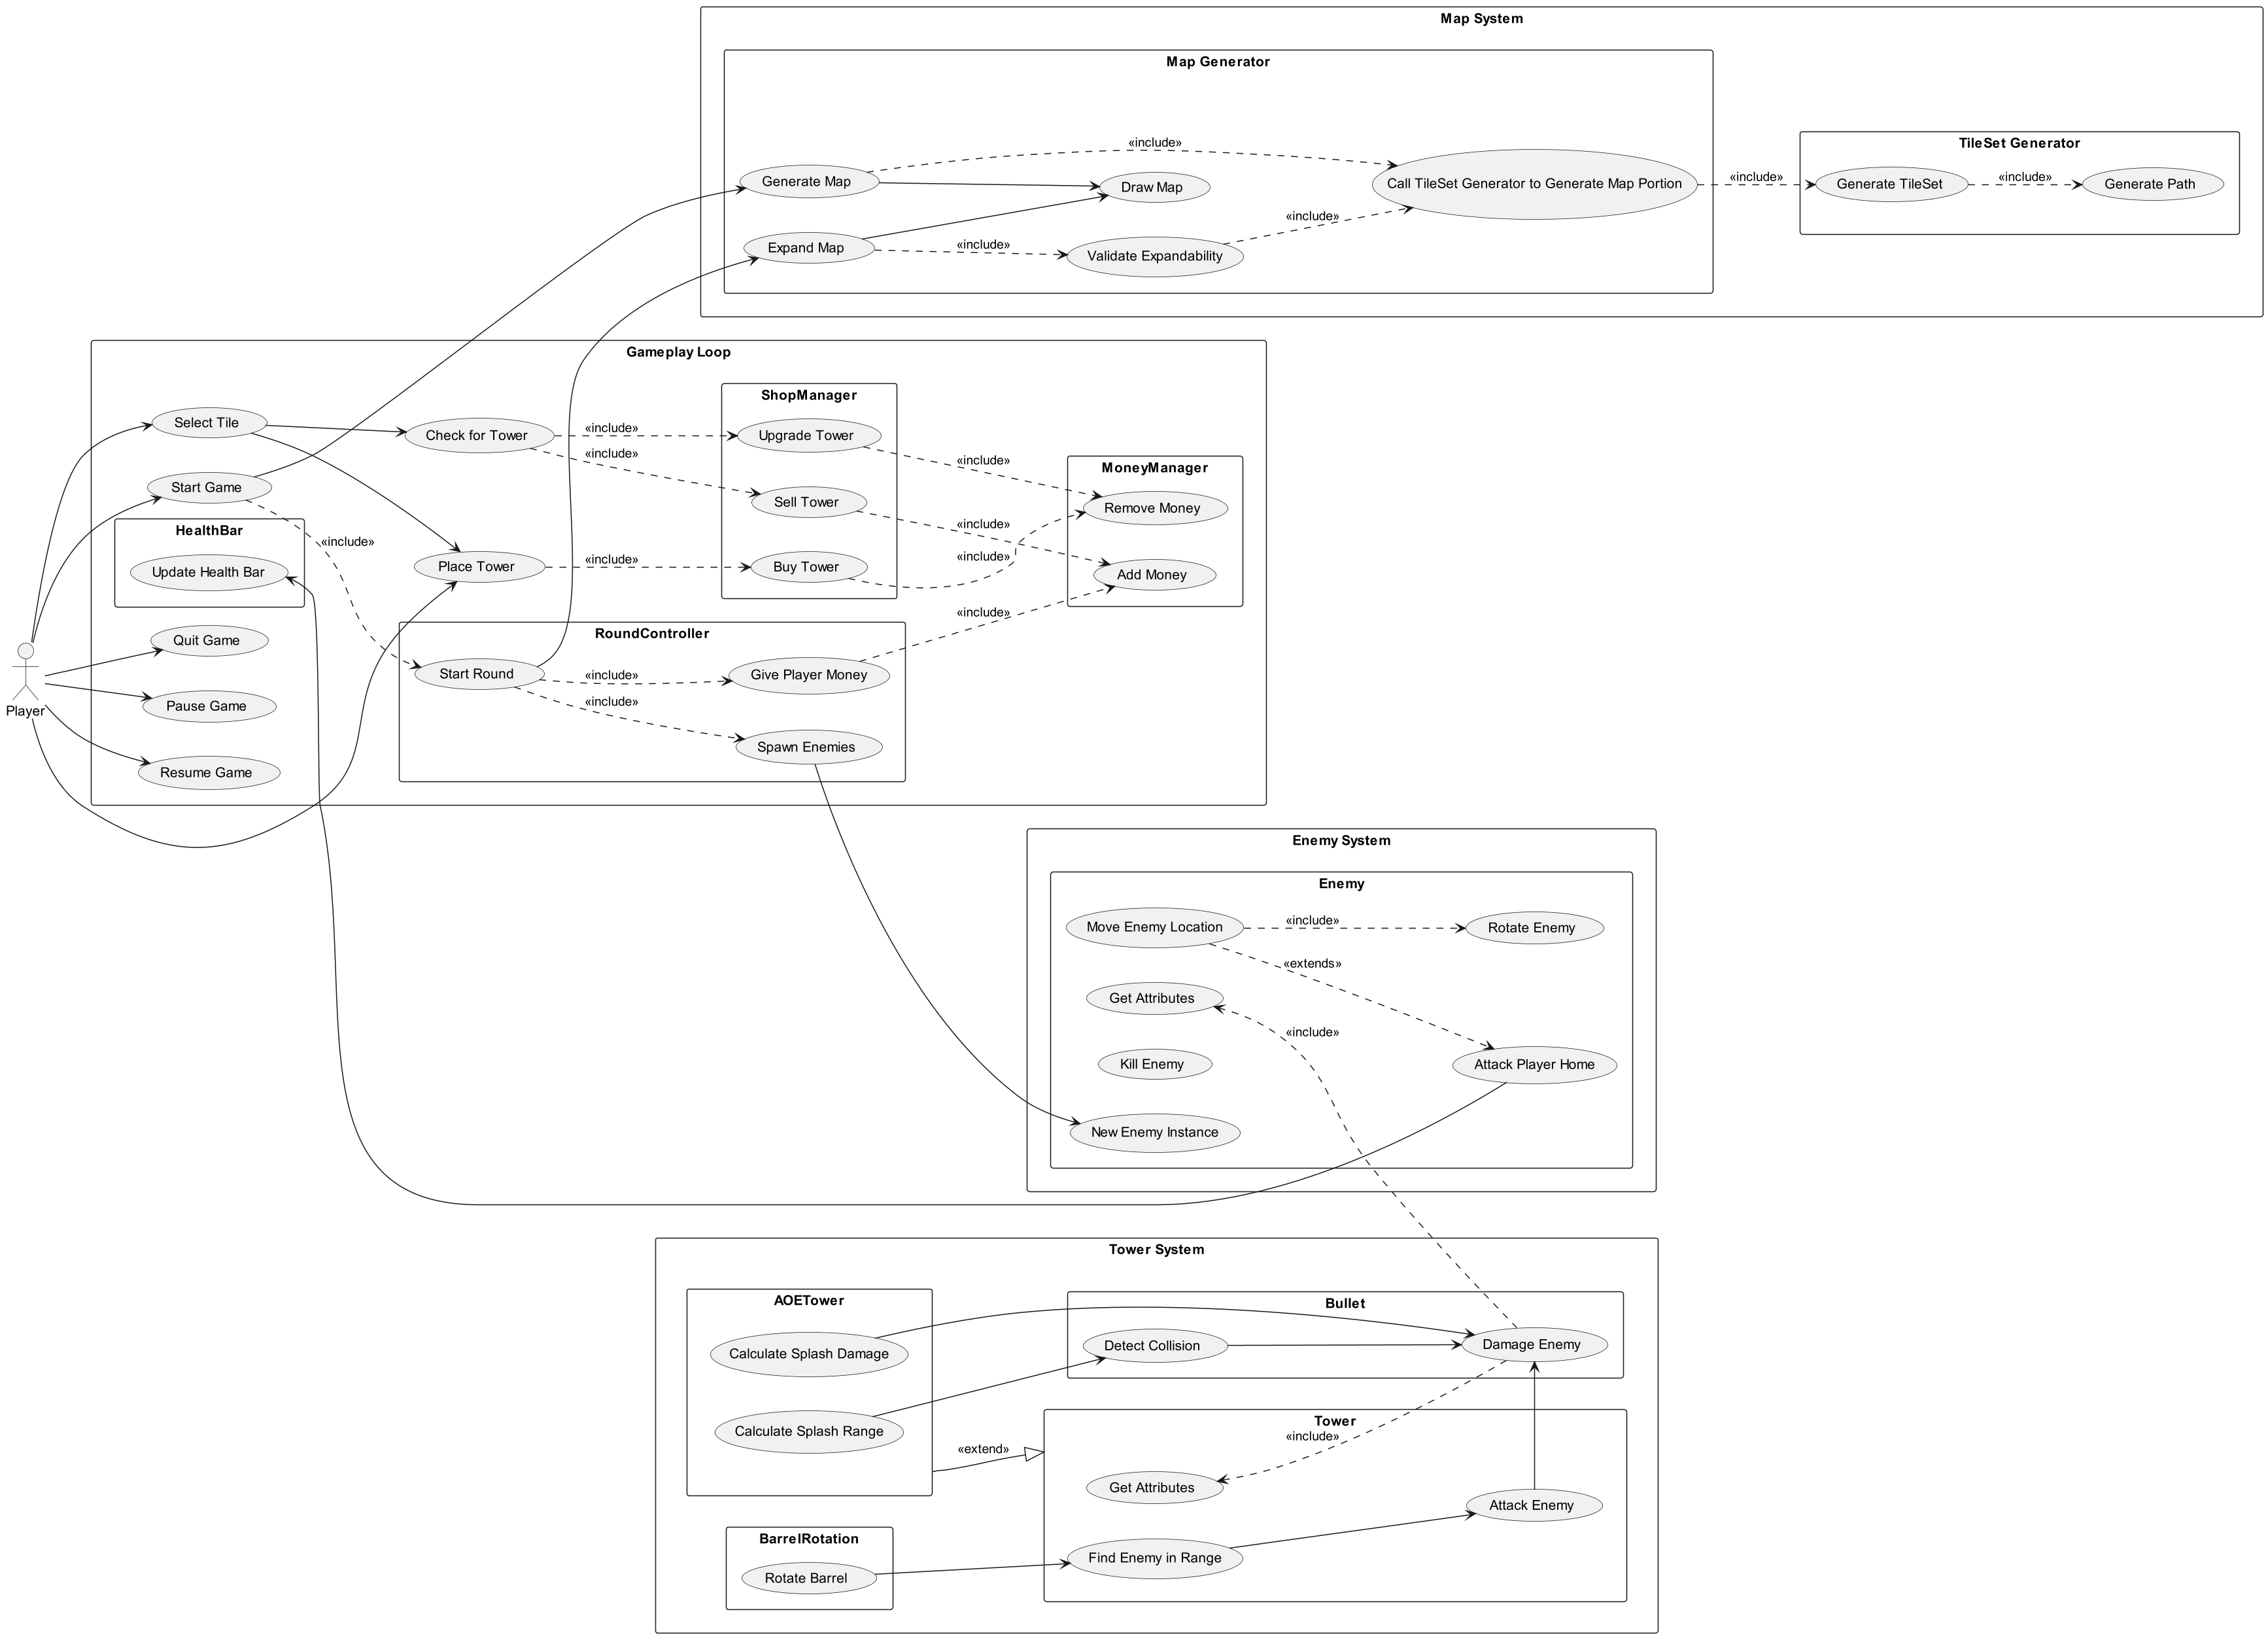 Map System
Map Generator
TileSet Generator
«include»
Generate Map
Draw Map
Call TileSet Generator to Generate Map Portion
«include»
Generate TileSet
«include»
Generate Path
«include»
Expand Map
«include»
Validate Expandability
Gameplay Loop
ShopManager
Select Tile
Check for Tower
«include»
Upgrade Tower
«include»
«include»
MoneyManager
Start Game
Sell Tower
Remove Money
HealthBar
«include»
«include»
«include»
Update Health Bar
Place Tower
«include»
Buy Tower
Add Money
«include»
RoundController
Quit Game
Start Round
«include»
Give Player Money
«include»
Pause Game
Player
Spawn Enemies
Resume Game
Enemy System
Enemy
Move Enemy Location
«include»
Rotate Enemy
«extends»
Get Attributes
«include»
Kill Enemy
Attack Player Home
New Enemy Instance
Tower System
AOETower
Bullet
Calculate Splash Damage
Detect Collision
Damage Enemy
Calculate Splash Range
Tower
«include»
«extend»
Get Attributes
Attack Enemy
BarrelRotation
Find Enemy in Range
Rotate Barrel